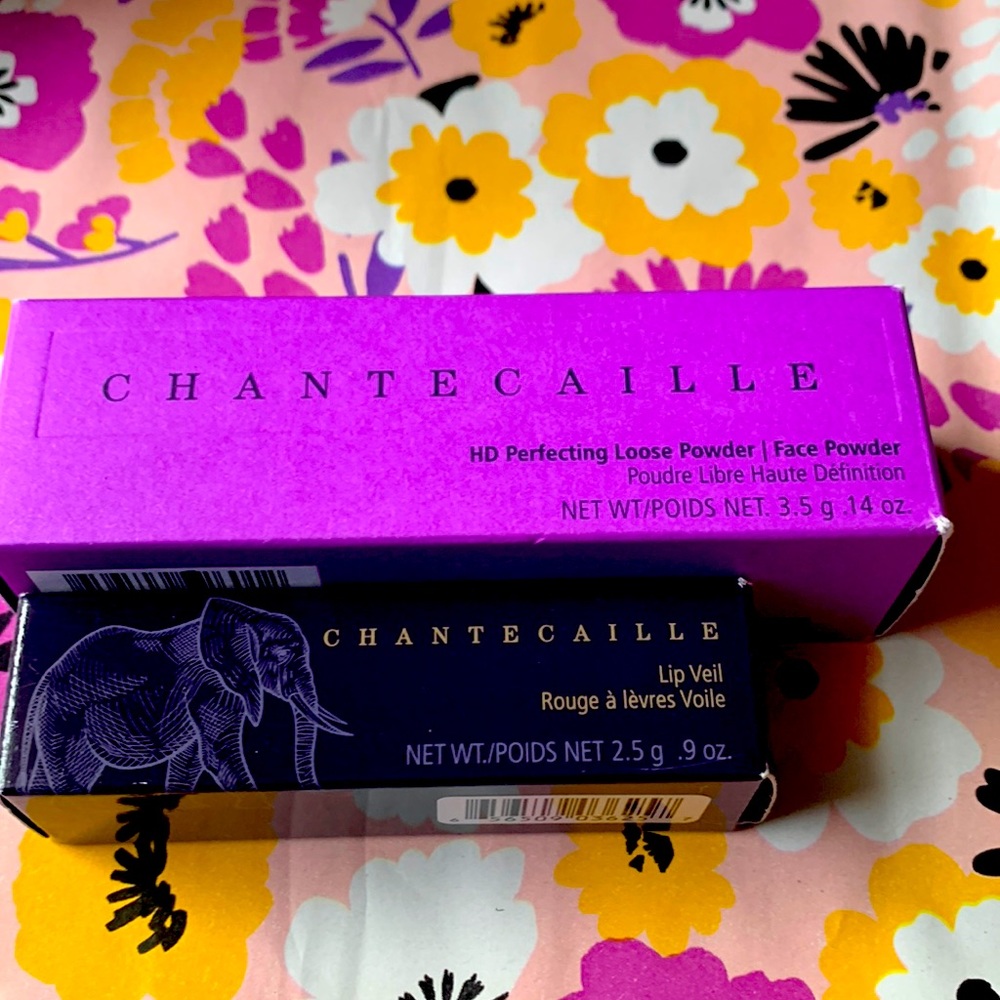 CHANTECAILLE
HD Perfecting Loose Powder | Face Powder
Poudre Libre Haute Définition
NET WT/POIDS NET. 3.5 g .14 oz.
CHANTECAILLE
Lip Veil
Rouge à lèvres Voile
NET WT./POIDS NET 2.5 g .9 oz.